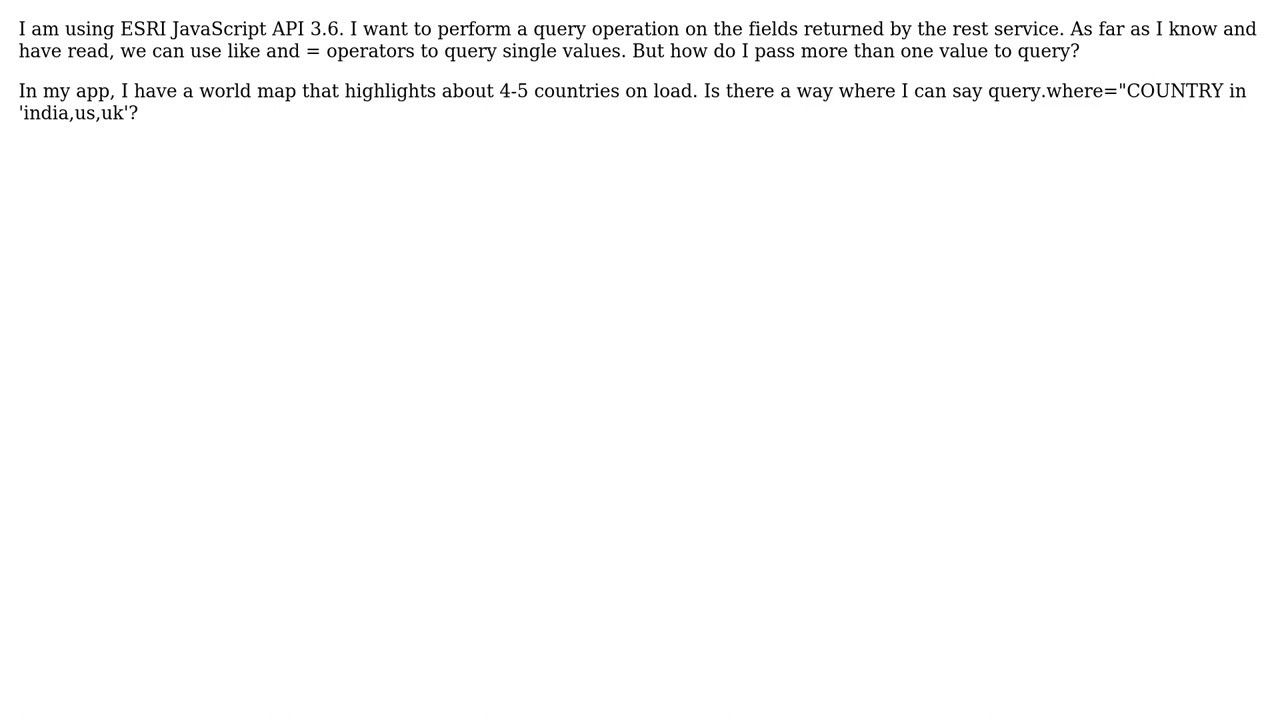 I am using ESRI JavaScript API 3.6. I want to perform a query operation on the fields returned by the rest service. As far as I know and
have read, we can use like and = operators to query single values. But how do I pass more than one value to query?
In my app, I have a world map that highlights about 4-5 countries on load. Is there a way where I can say query.where="COUNTRY in
'india,us,uk'?